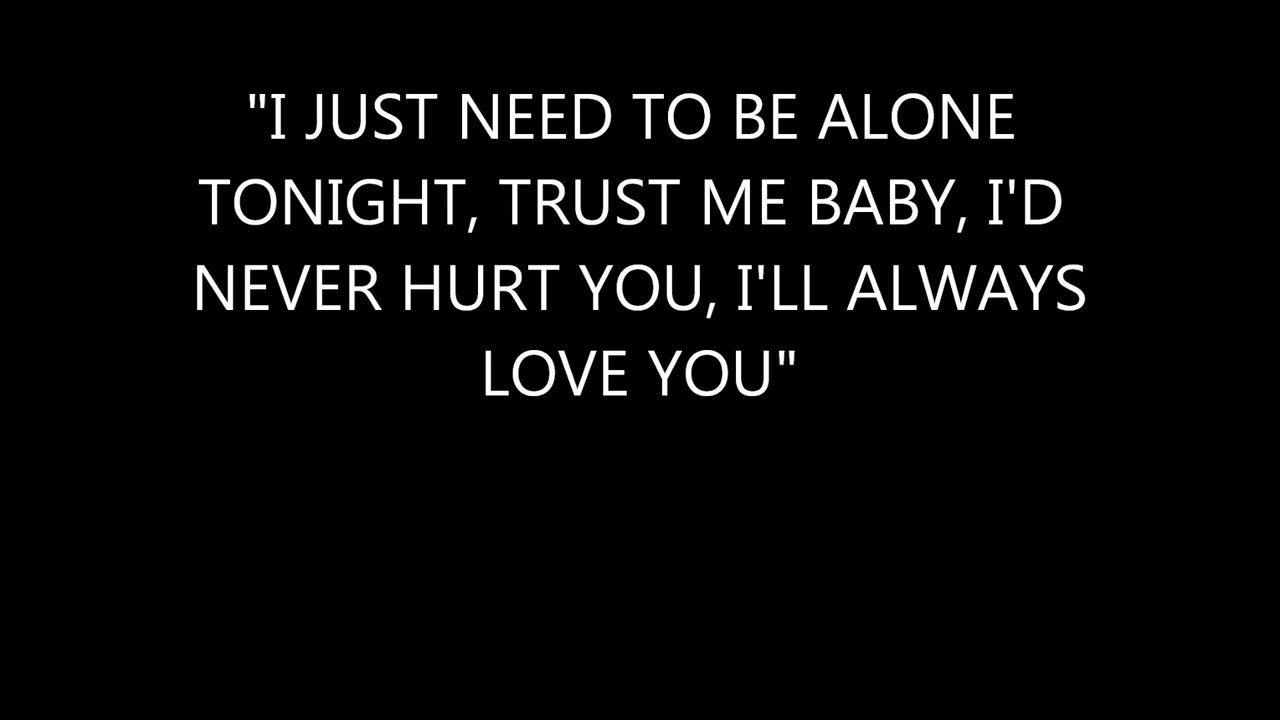 "I JUST NEED TO BE ALONE
TONIGHT, TRUST ME BABY, I'D
NEVER HURT YOU, I'LL ALWAYS
LOVE YOU"